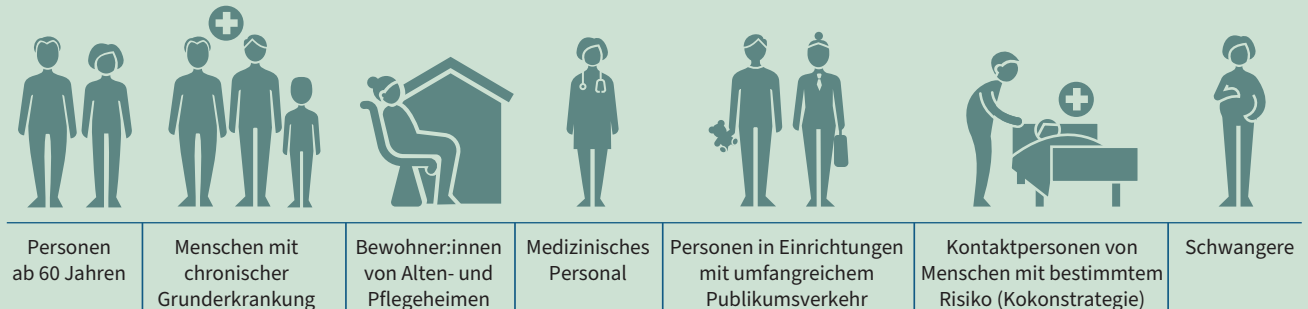 Personen
ab 60 Jahren
Menschen mit
chronischer
Grunderkrankung
Bewohner:innen
von Alten- und
Pflegeheimen
Medizinisches
Personal
Personen in Einrichtungen
mit umfangreichem
Publikumsverkehr
Kontaktpersonen von
Menschen mit bestimmtem
Risiko (Kokonstrategie)
Schwangere